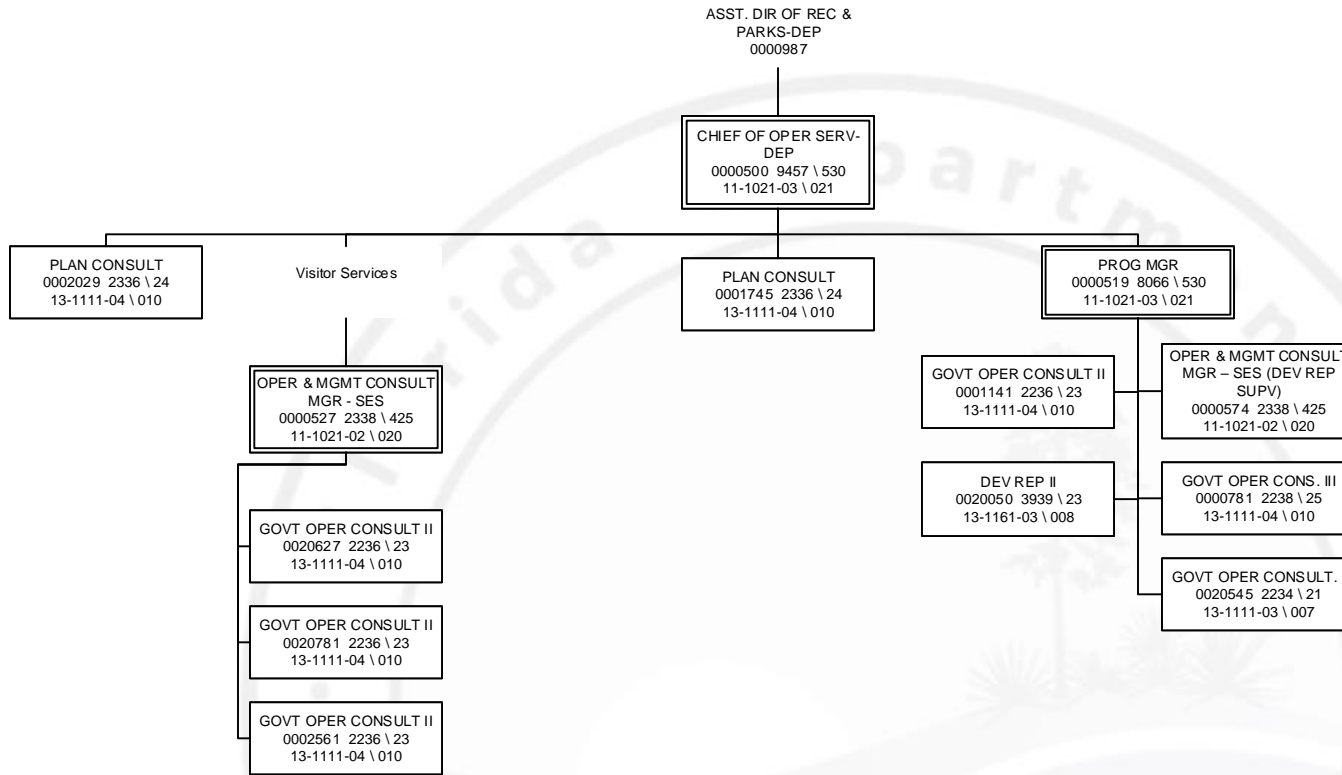 ASST. DIR OF REC &
PARKS-DEP
0000987
CHIEF OF OPER SERV-
DEP
0000500 9457 \ 530
11-1021-03 \ 021
PLAN CONSULT
0002029 2336 \ 24
13-1111-04 \ 010
Visitor Services
PLAN CONSULT
0001745 2336 \ 24
13-1111-04 \ 010
PROG MGR
0000519 8066 \ 530
11-1021-03 \ 021
OPER & MGMT CONSULT
MGR - SES
0000527 2338 \ 425
11-1021-02 \ 020
GOVT OPER CONSULT II
0001141 2236 \ 23
13-1111-04 \ 010
OPER & MGMT CONSULT
MGR – SES (DEV REP
SUPV)
0000574 2338 \ 425
11-1021-02 \ 020
DEV REP II
0020050 3939 \ 23
13-1161-03 \ 008
GOVT OPER CONS. III
0000781 2238 \ 25
13-1111-04 \ 010
GOVT OPER CONSULT II
0020627 2236 \ 23
13-1111-04 \ 010
GOVT OPER CONSULT.
0020545 2234 \ 21
13-1111-03 \ 007
GOVT OPER CONSULT II
0020781 2236 \ 23
13-1111-04 \ 010
GOVT OPER CONSULT II
0002561 2236 \ 23
13-1111-04 \ 010
rida partmen